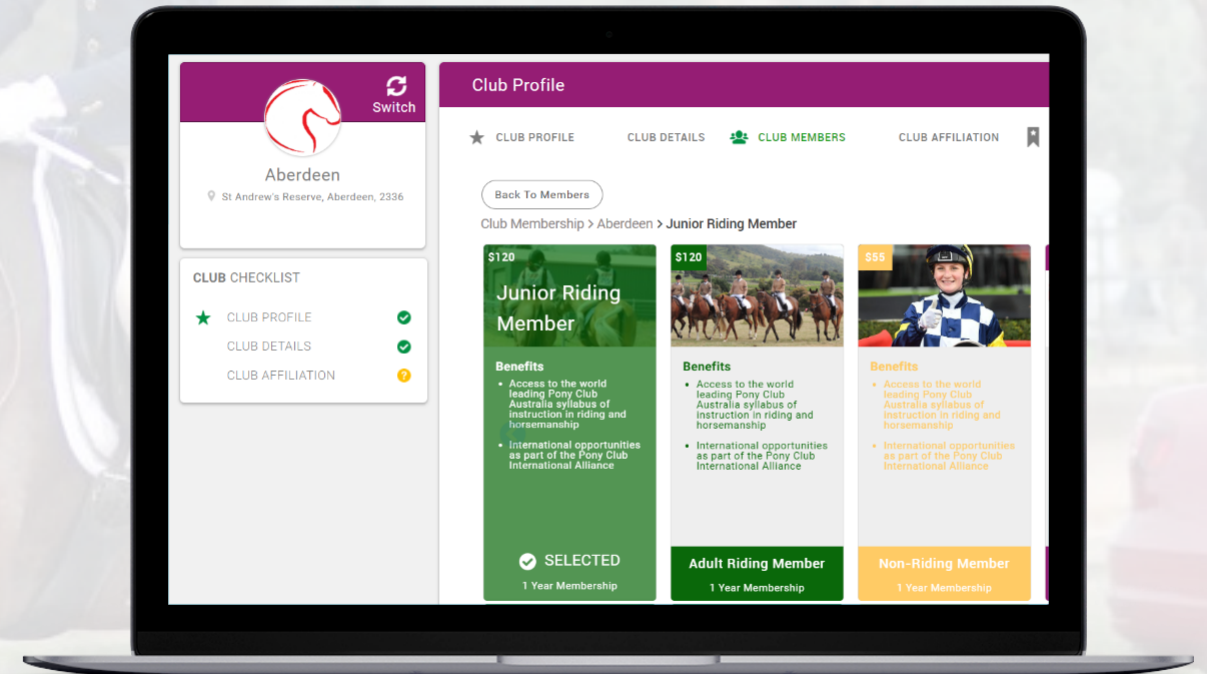 Switch
Aberdeen
St Andrew's Reserve, Aberdeen, 2336
CLUB CHECKLIST
CLUB PROFILE
CLUB DETAILS
CLUB AFFILIATION
?
Club Profile
CLUB PROFILE CLUB DETAILS CLUB MEMBERS CLUB AFFILIATION
Back To Members
Club Membership > Aberdeen > Junior Riding Member
$120
Junior Riding
Member
Benefits
• Access to the world
leading Pony Club
Australia syllabus of
instruction in riding and
horsemanship
• International opportunities
as part of the Pony Club
International Alliance
SELECTED
1 Year Membership
$120
Benefits
• Access to the world
leading Pony Club
Australia syllabus of
instruction in riding and
horsemanship
• International opportunities
as part of the Pony Club
International Alliance
Adult Riding Member
1 Year Membership
$55
Benefits
• Access to the world
leading Pony Club
Australia syllabus of
instruction in riding and
horsemanship
• International opportunities
as part of the Pony Club
International Alliance
Non-Riding Member
1 Year Membership